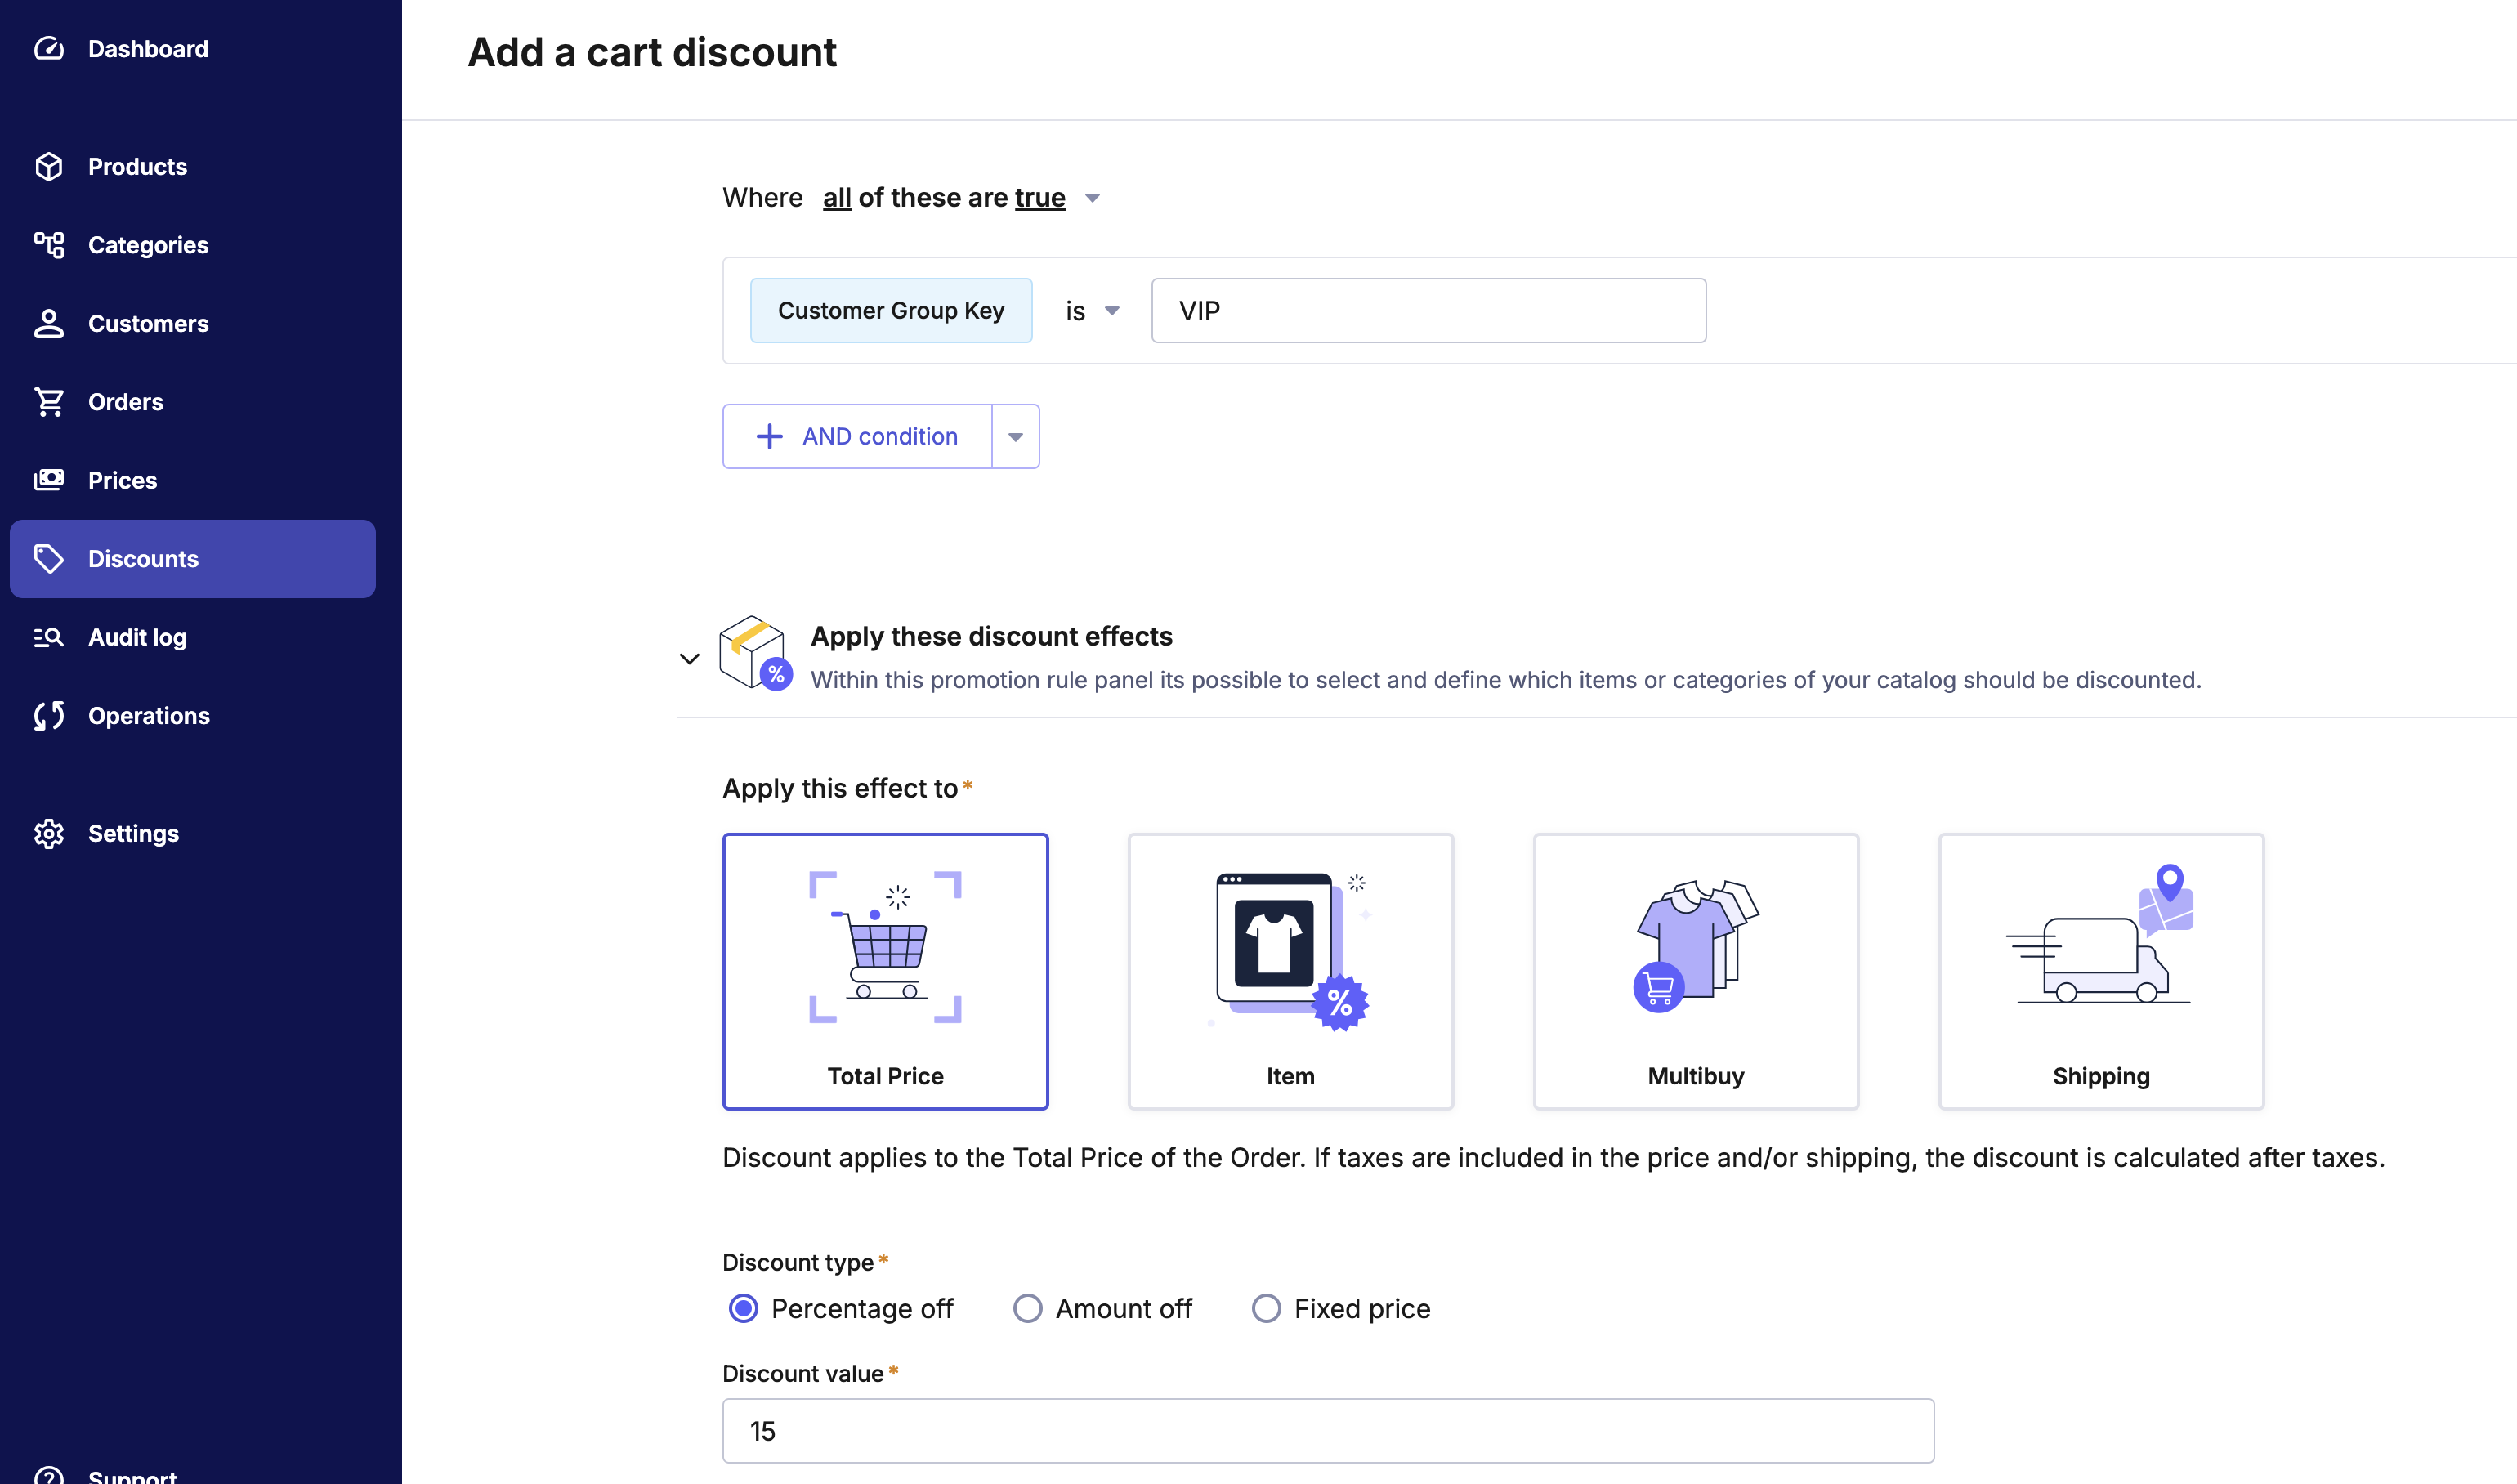 Dashboard
Products
Categories
Customers
Orders
Prices
Discounts
Audit log
Operations
Settings
Support
Add a cart discount
Where all of these are true
Customer Group Key is VIP
AND condition
%
Apply these discount effects
Within this promotion rule panel its possible to select and define which items or categories of your catalog should be discounted.
Apply this effect to*
%
Total Price Item Multibuy Shipping
Discount applies to the Total Price of the Order. If taxes are included in the price and/or shipping, the discount is calculated after taxes.
Discount type*
Percentage off Amount off Fixed price
Discount value*
15